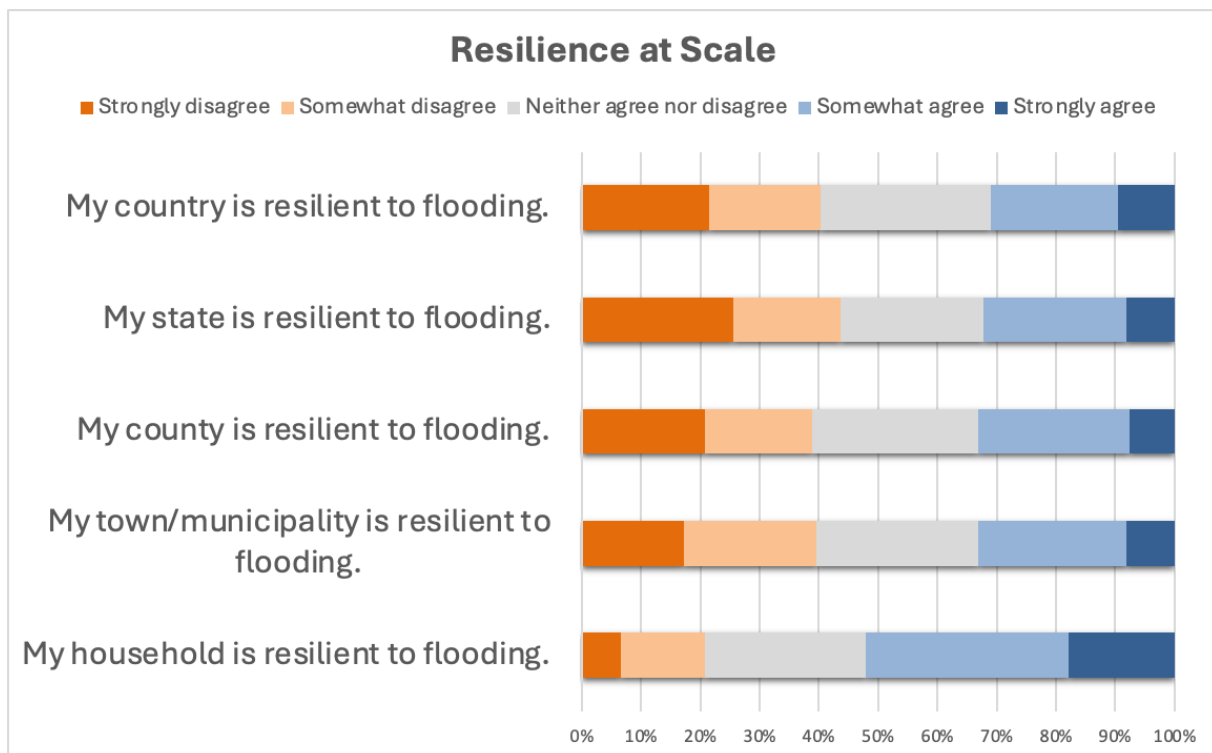 Resilience at Scale
Strongly disagree Somewhat disagree Neither agree nor disagree Somewhat agree Strongly agree
My country is resilient to flooding.
My state is resilient to flooding.
My county is resilient to flooding.
My town/municipality is resilient to
flooding.
My household is resilient to flooding.
0% 10% 20% 30% 40% 50% 60% 70% 80% 90% 100%